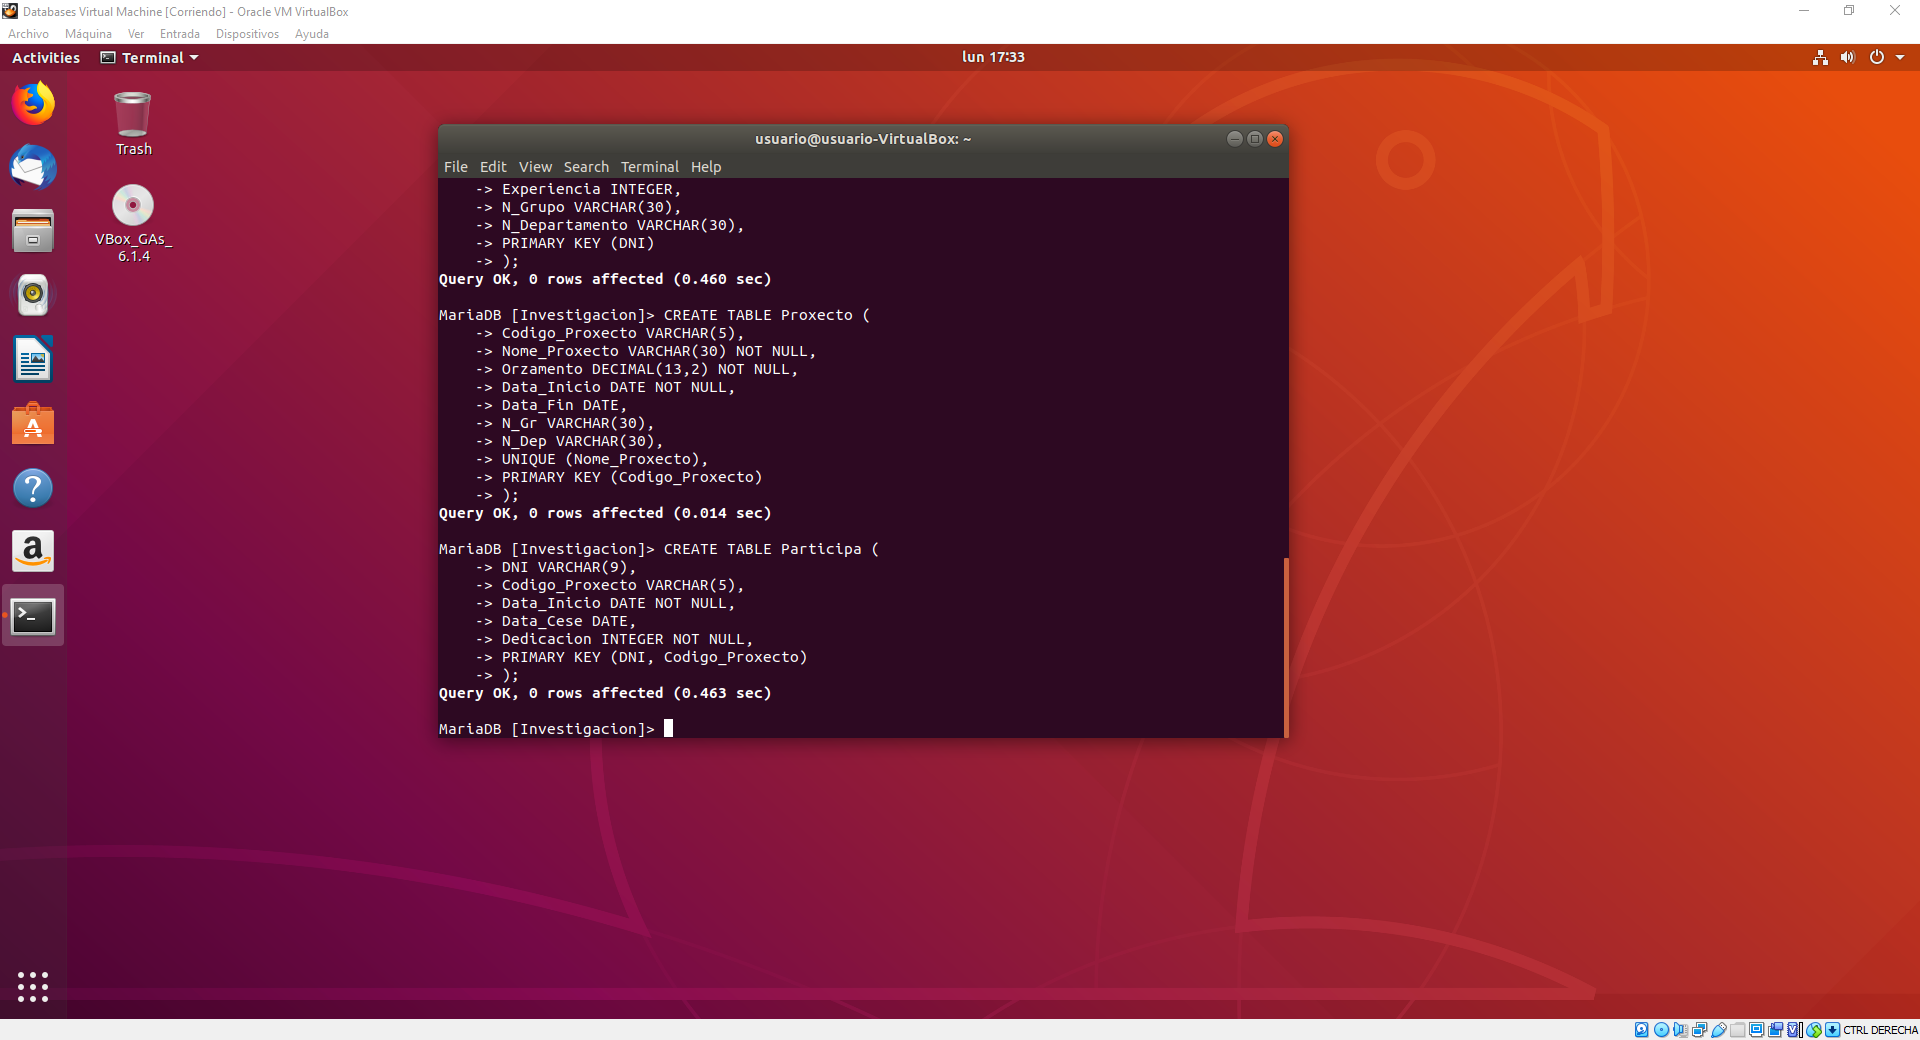 Databases Virtual Machine [Corriendo] - Oracle VM VirtualBox
Archivo Máquina Ver Entrada Dispositivos Ayuda
Activities Terminal lun 17:33
Trash
VBox_GAs_
6.1.4
usuario@usuario-VirtualBox: ~
File Edit View Search Terminal Help
    -> Experiencia INTEGER,
    -> N_Grupo VARCHAR(30),
    -> N_Departamento VARCHAR(30),
    -> PRIMARY KEY (DNI)
    -> );
Query OK, 0 rows affected (0.460 sec)
MariaDB [Investigacion]> CREATE TABLE Proxecto (
    -> Codigo_Proxecto VARCHAR(5),
    -> Nome_Proxecto VARCHAR(30) NOT NULL,
    -> Orzamento DECIMAL(13,2) NOT NULL,
    -> Data_Inicio DATE NOT NULL,
    -> Data_Fin DATE,
    -> N_Gr VARCHAR(30),
    -> N_Dep VARCHAR(30),
    -> UNIQUE (Nome_Proxecto),
    -> PRIMARY KEY (Codigo_Proxecto)
    -> );
Query OK, 0 rows affected (0.014 sec)
MariaDB [Investigacion]> CREATE TABLE Participa (
    -> DNI VARCHAR(9),
    -> Codigo_Proxecto VARCHAR(5),
    -> Data_Inicio DATE NOT NULL,
    -> Data_Cese DATE,
    -> Dedicacion INTEGER NOT NULL,
    -> PRIMARY KEY (DNI, Codigo_Proxecto)
    -> );
Query OK, 0 rows affected (0.463 sec)
MariaDB [Investigacion]>
CTRL DERECHA